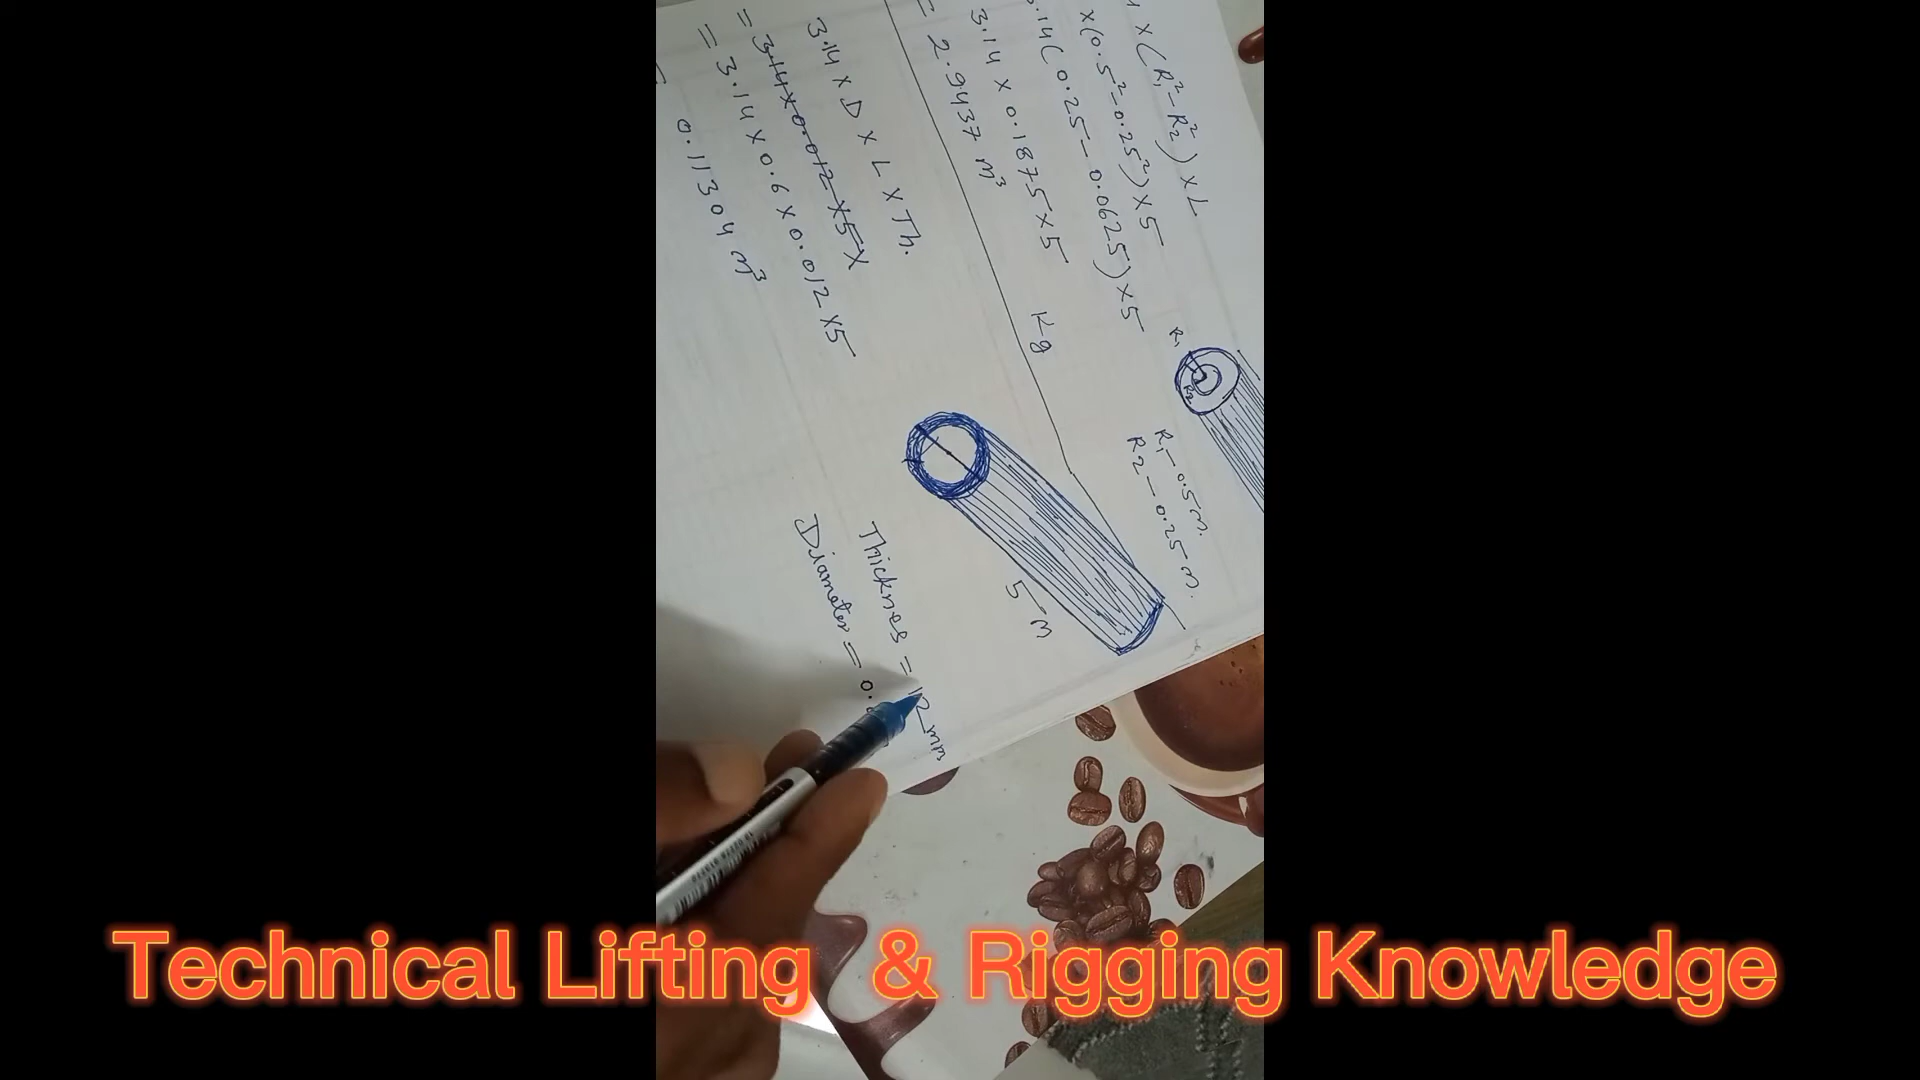 × (R₁² - R₂²) × L
× (0.5² - 0.25²) × 5
.14 (0.25 - 0.0625) × 5
3.14 × 0.1875 × 5
= 2.9437 m³
Kg
R₁
R₂
R₁ - 0.5 m.
R₂ - 0.25 m.
3.14 × D × L × Th.
= 3.14 × 0.012 × 5 ×
= 3.14 × 0.6 × 0.012 × 5
0.11304 m³
5 m
Thicknes = 12 mm
Diameter = 0.
Technical Lifting & Rigging Knowledge